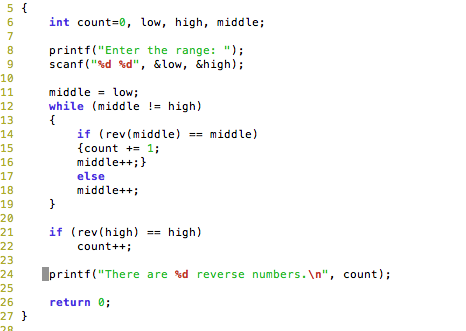 5 {
6     int count=0, low, high, middle;
7
8     printf("Enter the range: ");
9     scanf("%d %d", &low, &high);
10
11     middle = low;
12     while (middle != high)
13     {
14         if (rev(middle) == middle)
15         {count += 1;
16         middle++;}
17         else
18         middle++;
19     }
20
21     if (rev(high) == high)
22         count++;
23
24     printf("There are %d reverse numbers.\n", count);
25
26     return 0;
27 }
28